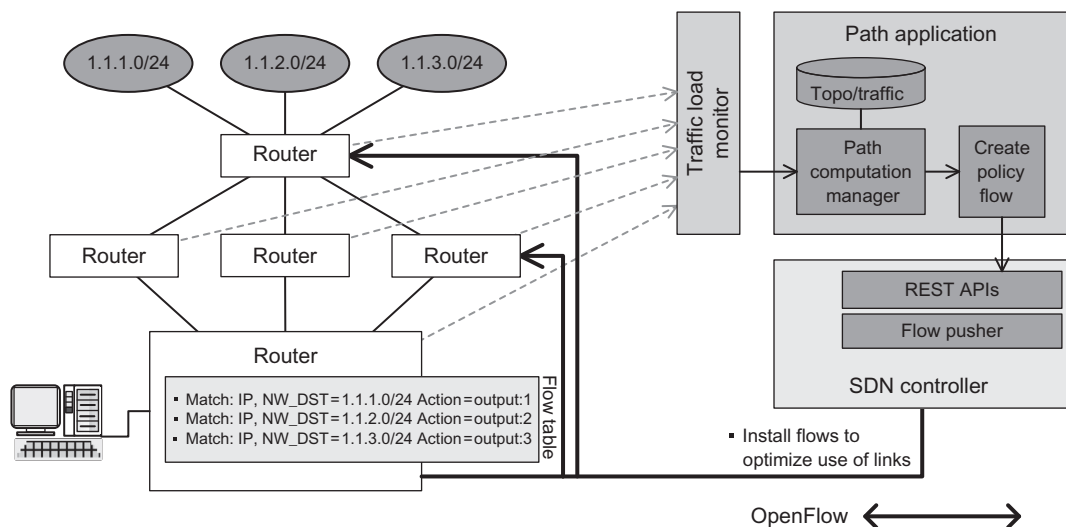 1.1.1.0/24
1.1.2.0/24
1.1.3.0/24
Router
Router
Router
Router
Router
▪ Match: IP, NW_DST=1.1.1.0/24 Action=output:1
▪ Match: IP, NW_DST=1.1.2.0/24 Action=output:2
▪ Match: IP, NW_DST=1.1.3.0/24 Action=output:3
Flow table
Traffic load
monitor
Path application
Topo/traffic
Path
computation
manager
Create
policy
flow
REST APIs
Flow pusher
SDN controller
▪ Install flows to
optimize use of links
OpenFlow